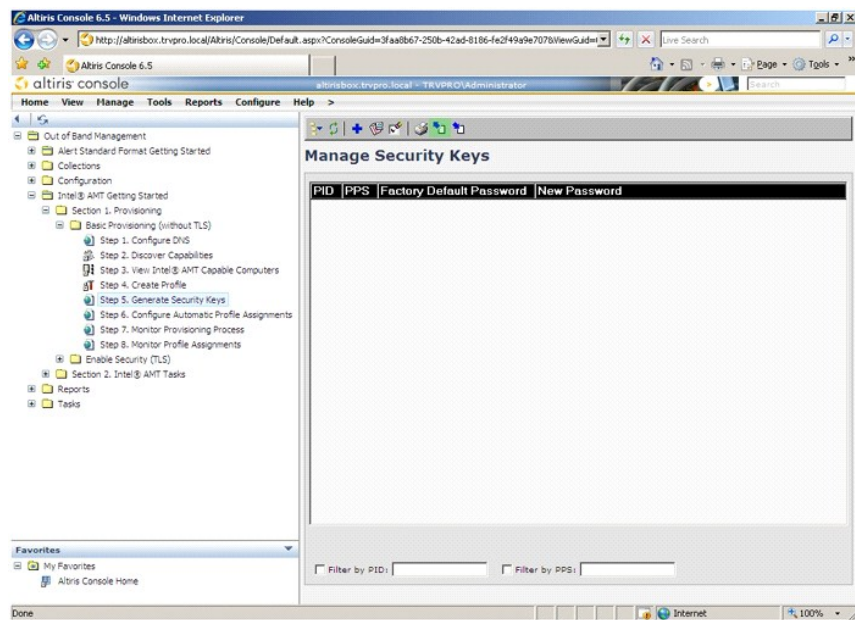 Altiris Console 6.5 - Windows Internet Explorer
http://altirisbox.trvpro.local/Altiris/Console/Default.aspx?ConsoleGuid=3faa8b67-250b-42ad-8186-fe2f49a9e707&ViewGuid=
Live Search
Altiris Console 6.5
Page
Tools
altiris console
altirisbox.trvpro.local - TRVPRO\Administrator
Search
Home View Manage Tools Reports Configure Help >
Out of Band Management
Alert Standard Format Getting Started
Collections
Configuration
Intel® AMT Getting Started
Section 1. Provisioning
Basic Provisioning (without TLS)
Step 1. Configure DNS
Step 2. Discover Capabilities
Step 3. View Intel® AMT Capable Computers
Step 4. Create Profile
Step 5. Generate Security Keys
Step 6. Configure Automatic Profile Assignments
Step 7. Monitor Provisioning Process
Step 8. Monitor Profile Assignments
Enable Security (TLS)
Section 2. Intel® AMT Tasks
Reports
Tasks
Manage Security Keys
PID PPS Factory Default Password New Password
Filter by PID: Filter by PPS:
Favorites
My Favorites
Altiris Console Home
Done
Internet
100%